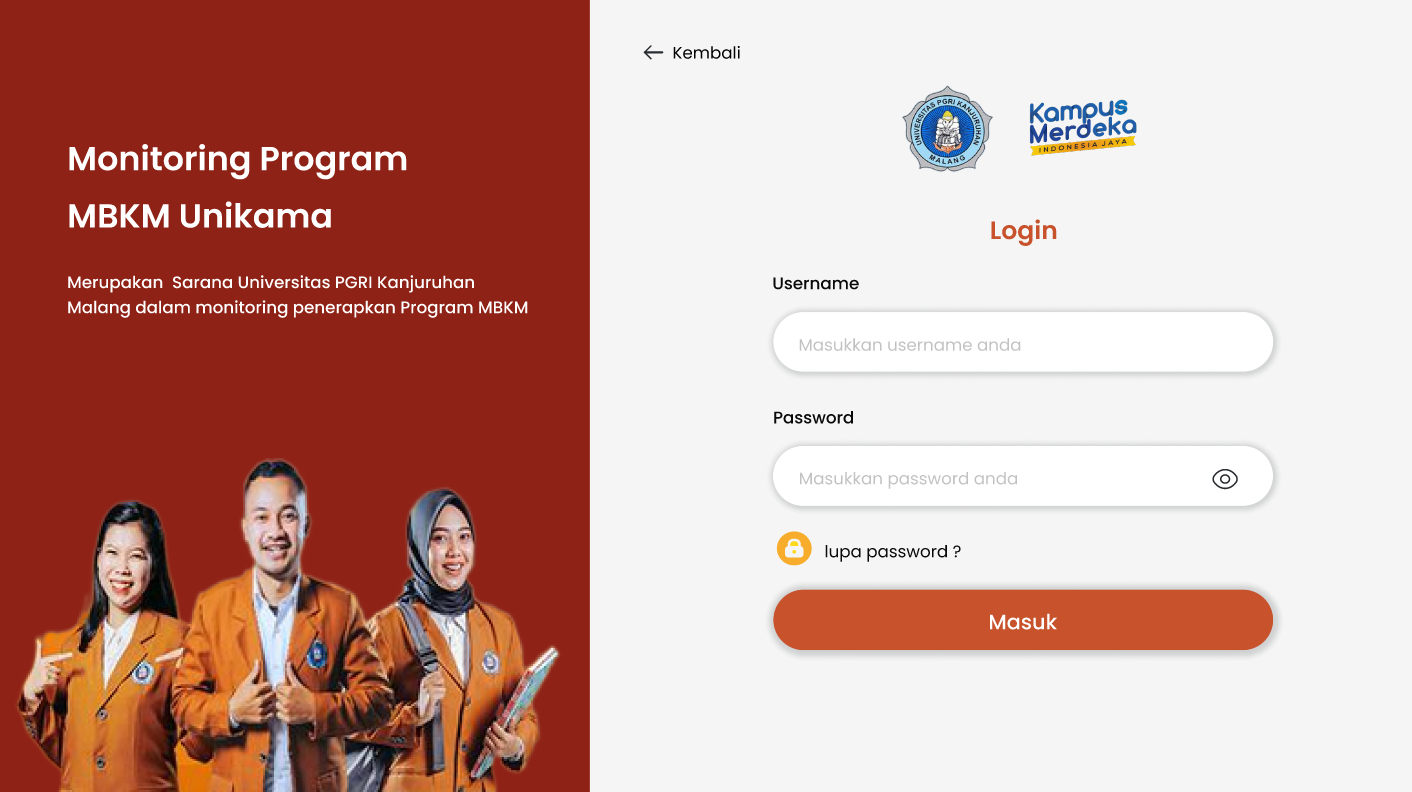 Monitoring Program
MBKM Unikama
Merupakan  Sarana Universitas PGRI Kanjuruhan
Malang dalam monitoring penerapkan Program MBKM
Kembali
UNIVERSITAS PGRI KANJURUHAN
MALANG
Kampus
Merdeka
INDONESIA JAYA
Login
Username
Masukkan username anda
Password
Masukkan password anda
lupa password ?
Masuk